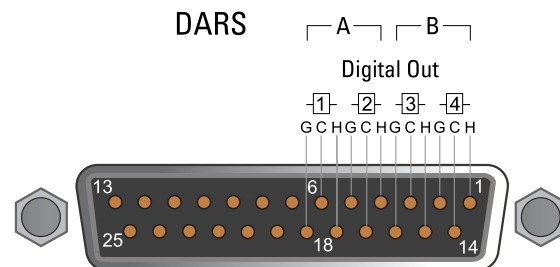 DARS A B
Digital Out
1 2 3 4
G C H G C H G C H G C H
13 6 1
25 18 14